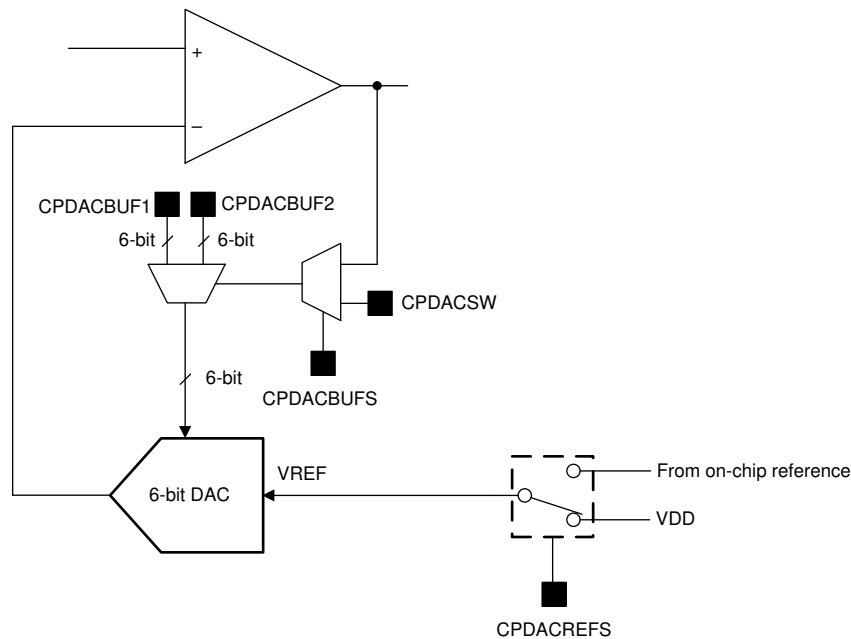 +
–
CPDACBUF1
CPDACBUF2
6-bit
6-bit
CPDACSW
6-bit
CPDACBUFS
6-bit DAC
VREF
From on-chip reference
VDD
CPDACREFS